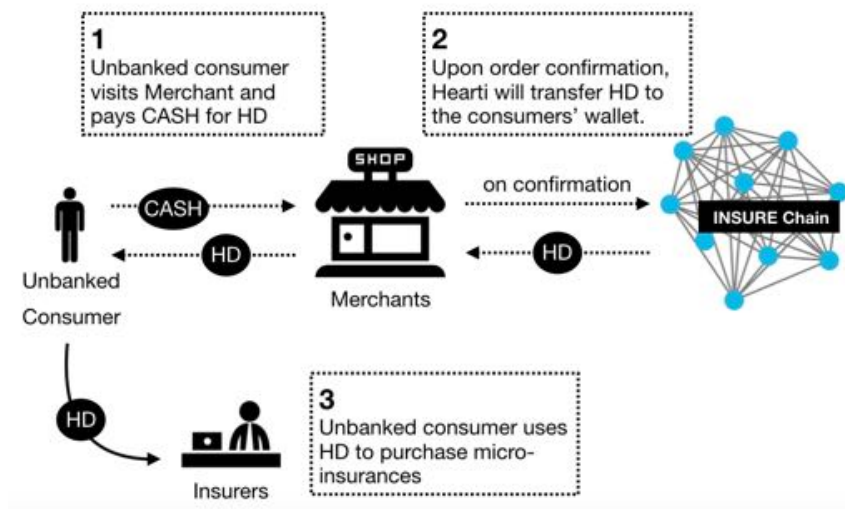 1
Unbanked consumer
visits Merchant and
pays CASH for HD
2
Upon order confirmation,
Hearti will transfer HD to
the consumers’ wallet.
SHOP
CASH
on confirmation
INSURE Chain
HD
HD
Unbanked
Consumer
Merchants
HD
3
Unbanked consumer uses
HD to purchase micro-
insurances
Insurers